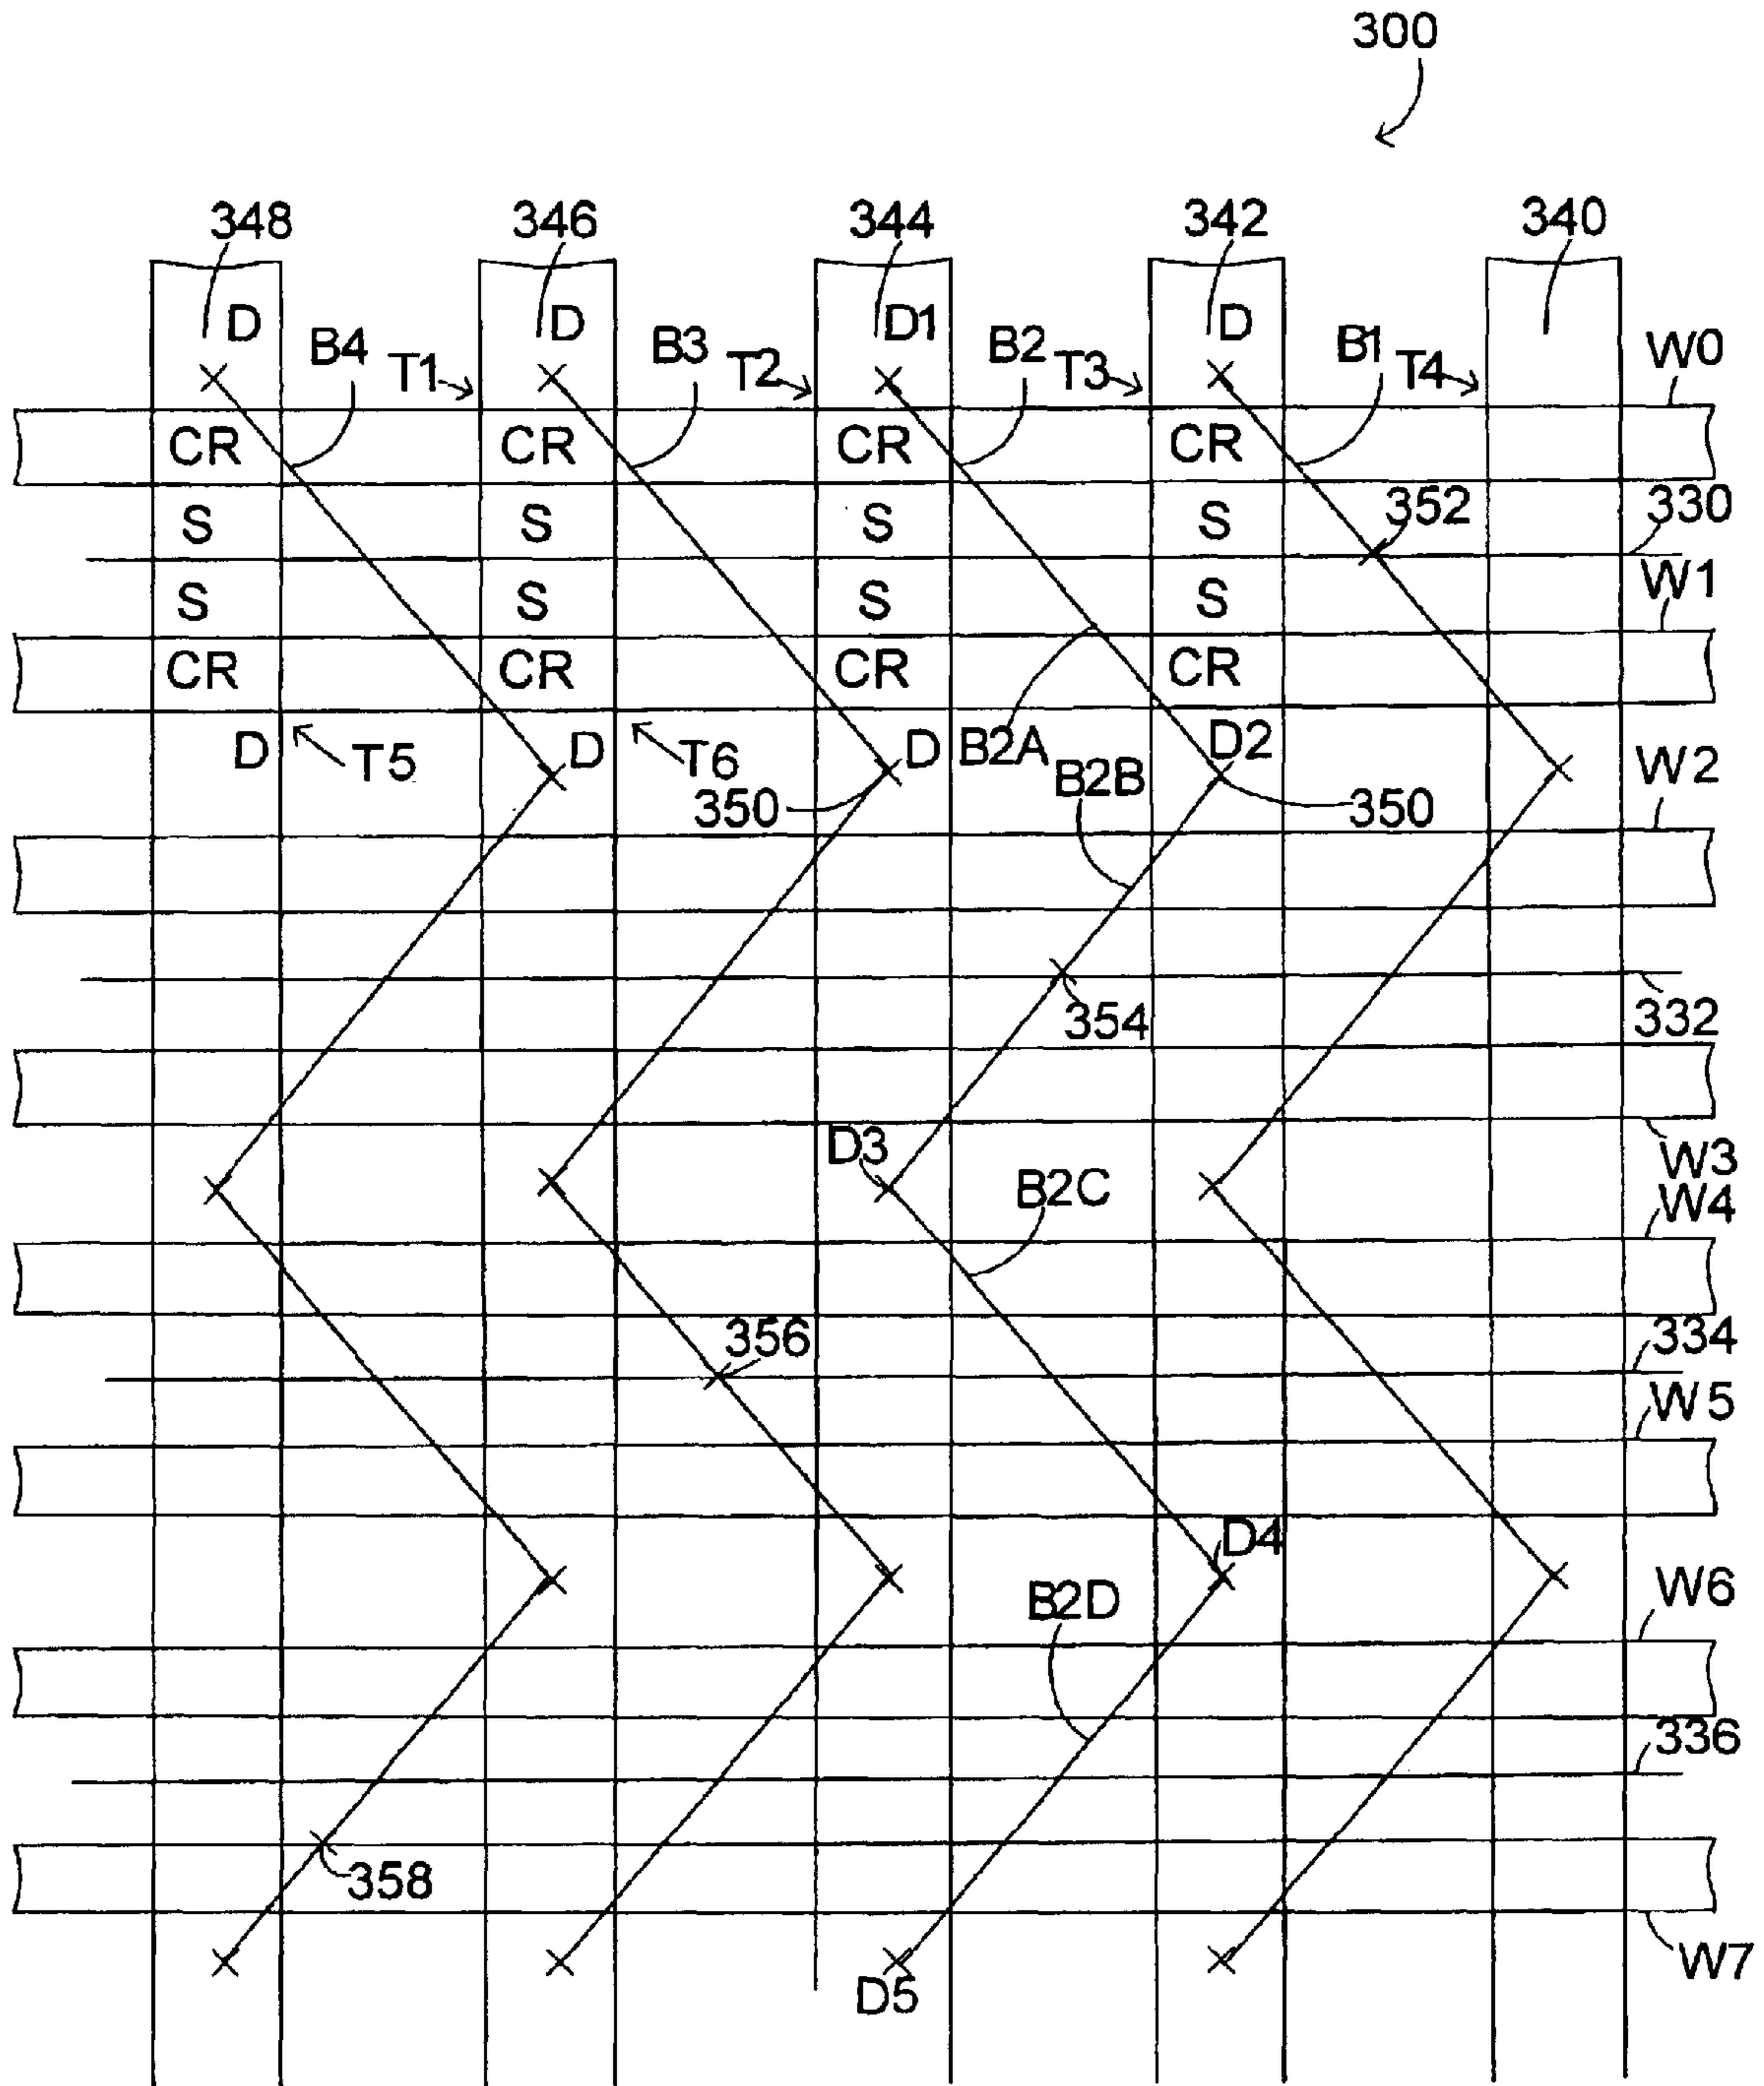 300
348 346 344 342 340
D D D1 D
B4 T1 B3 T2 B2 T3 B1 T4 W0
CR CR CR CR
S S S S 352 330
S S S S W1
CR CR CR CR
D T5 D T6 D B2A D2 W2
350 B2B 350
354 332
D3 W3
B2C W4
356 334
W5
D4
B2D W6
336
358
W7
D5